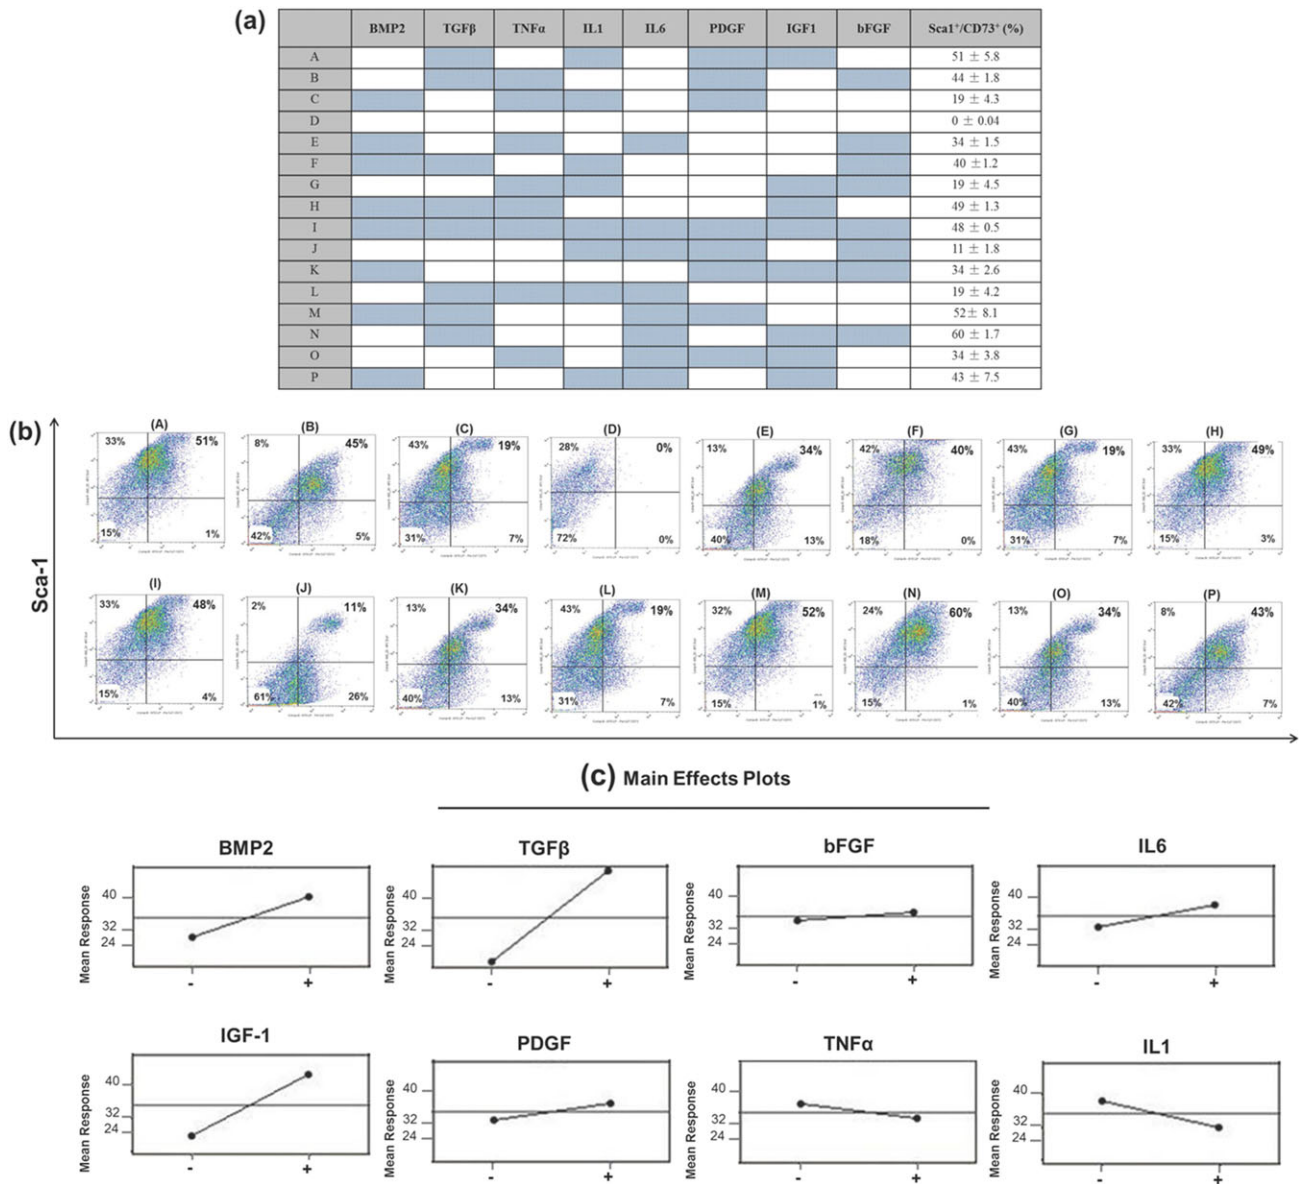 (a)
BMP2 TGFβ TNFα IL1 IL6 PDGF IGF1 bFGF Sca1⁺/CD73⁺ (%)
A 51 ± 5.8
B 44 ± 1.8
C 19 ± 4.3
D 0 ± 0.04
E 34 ± 1.5
F 40 ±1.2
G 19 ± 4.5
H 49 ± 1.3
I 48 ± 0.5
J 11 ± 1.8
K 34 ± 2.6
L 19 ± 4.2
M 52± 8.1
N 60 ± 1.7
O 34 ± 3.8
P 43 ± 7.5
(b)
Sca-1
(A) (B) (C) (D) (E) (F) (G) (H)
33% 51% 8% 45% 43% 19% 28% 0% 13% 34% 42% 40% 43% 19% 33% 49%
15% 1% 42% 5% 31% 7% 72% 0% 40% 13% 18% 0% 31% 7% 15% 3%
(I) (J) (K) (L) (M) (N) (O) (P)
33% 48% 2% 11% 13% 34% 43% 19% 32% 52% 24% 60% 13% 34% 8% 43%
15% 4% 61% 26% 40% 13% 31% 7% 15% 1% 15% 1% 40% 13% 42% 7%
(c) Main Effects Plots
BMP2 TGFβ bFGF IL6
Mean Response Mean Response Mean Response Mean Response
40 40 40 40
32 32 32 32
24 24 24 24
- + - + - + - +
IGF-1 PDGF TNFα IL1
Mean Response Mean Response Mean Response Mean Response
40 40 40 40
32 32 32 32
24 24 24 24
- + - + - + - +